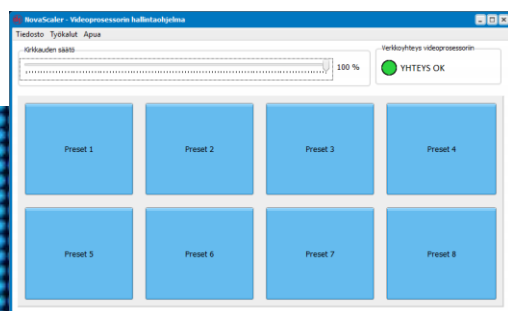 NovaScaler - Videoprosessorin hallintaohjelma
Tiedosto Työkalut Apua
Kirkkauden säätö
Verkkoyhteys videoprosessoriin
100 %
YHTEYS OK
Preset 1 Preset 2 Preset 3 Preset 4
Preset 5 Preset 6 Preset 7 Preset 8